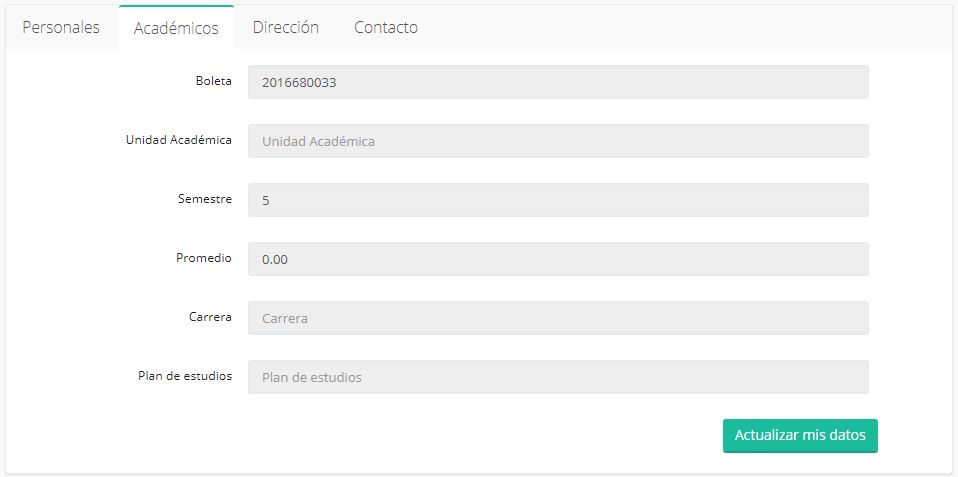 Personales Académicos Dirección Contacto
Boleta 2016680033
Unidad Académica Unidad Académica
Semestre 5
Promedio 0.00
Carrera Carrera
Plan de estudios Plan de estudios
Actualizar mis datos